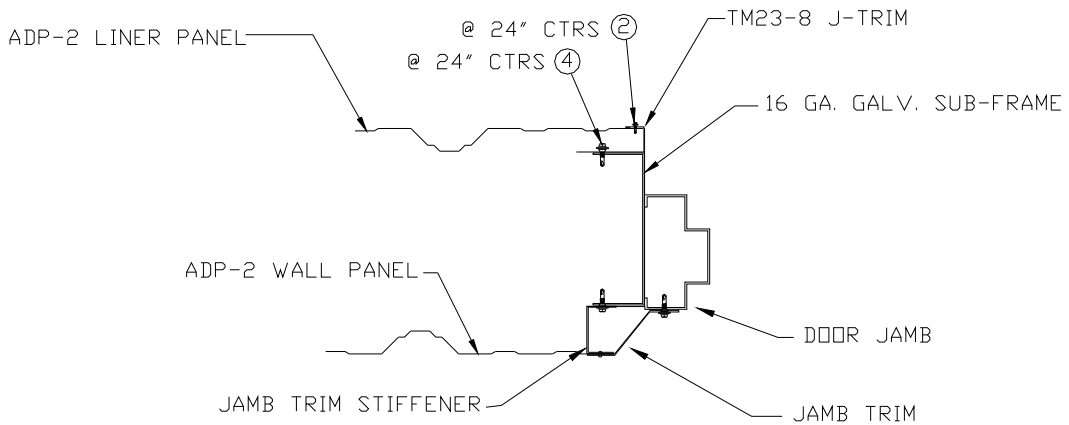 TM23-8 J-TRIM
@ 24" CTRS 2
ADP-2 LINER PANEL
@ 24" CTRS 4
16 GA. GALV. SUB-FRAME
ADP-2 WALL PANEL
DOOR JAMB
JAMB TRIM STIFFENER
JAMB TRIM